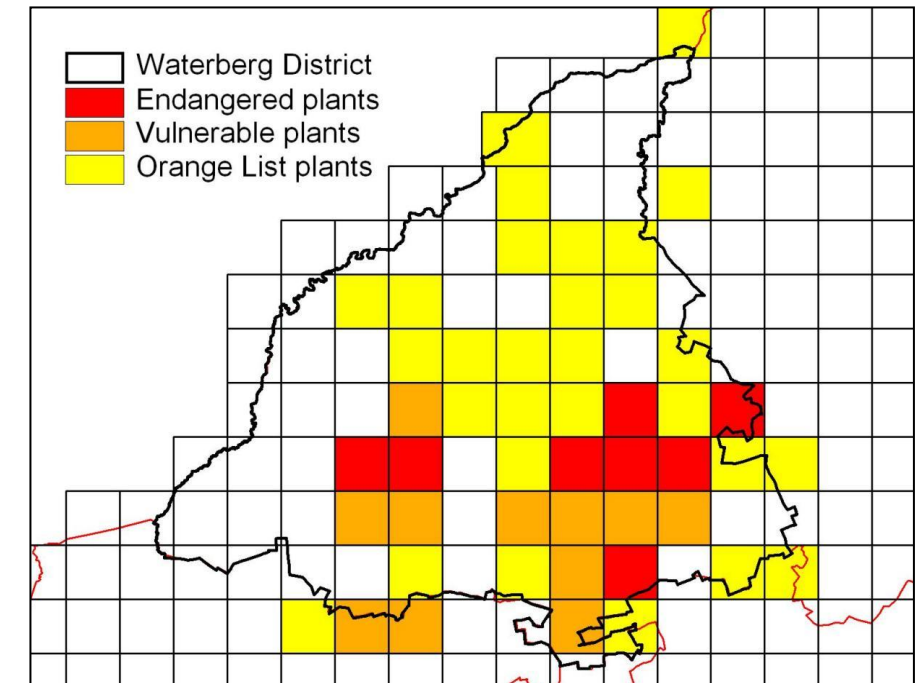 Waterberg District
Endangered plants
Vulnerable plants
Orange List plants